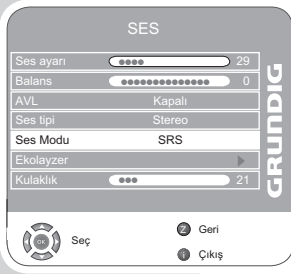 SES
Ses ayarı 29
Balans 0
AVL Kapalı
Ses tipi Stereo
Ses Modu SRS
Ekolayzer
Kulaklık 21
GRUNDIG
OK Seç
Z Geri
i Çıkış